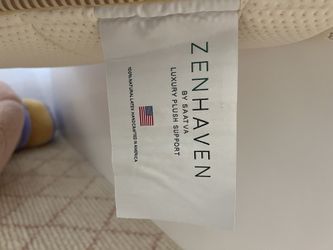 ZENHAVEN
BY SAATVA
LUXURY PLUSH SUPPORT
100% NATURAL LATEX HANDCRAFTED IN AMERICA